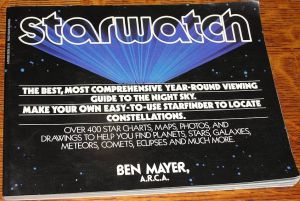 starwatch
THE BEST, MOST COMPREHENSIVE YEAR-ROUND VIEWING
GUIDE TO THE NIGHT SKY.
MAKE YOUR OWN EASY-TO-USE STARFINDER TO LOCATE
CONSTELLATIONS.
OVER 400 STAR CHARTS, MAPS, PHOTOS, AND
DRAWINGS TO HELP YOU FIND PLANETS, STARS, GALAXIES,
METEORS, COMETS, ECLIPSES AND MUCH MORE.
BEN MAYER,
A.R.C.A.